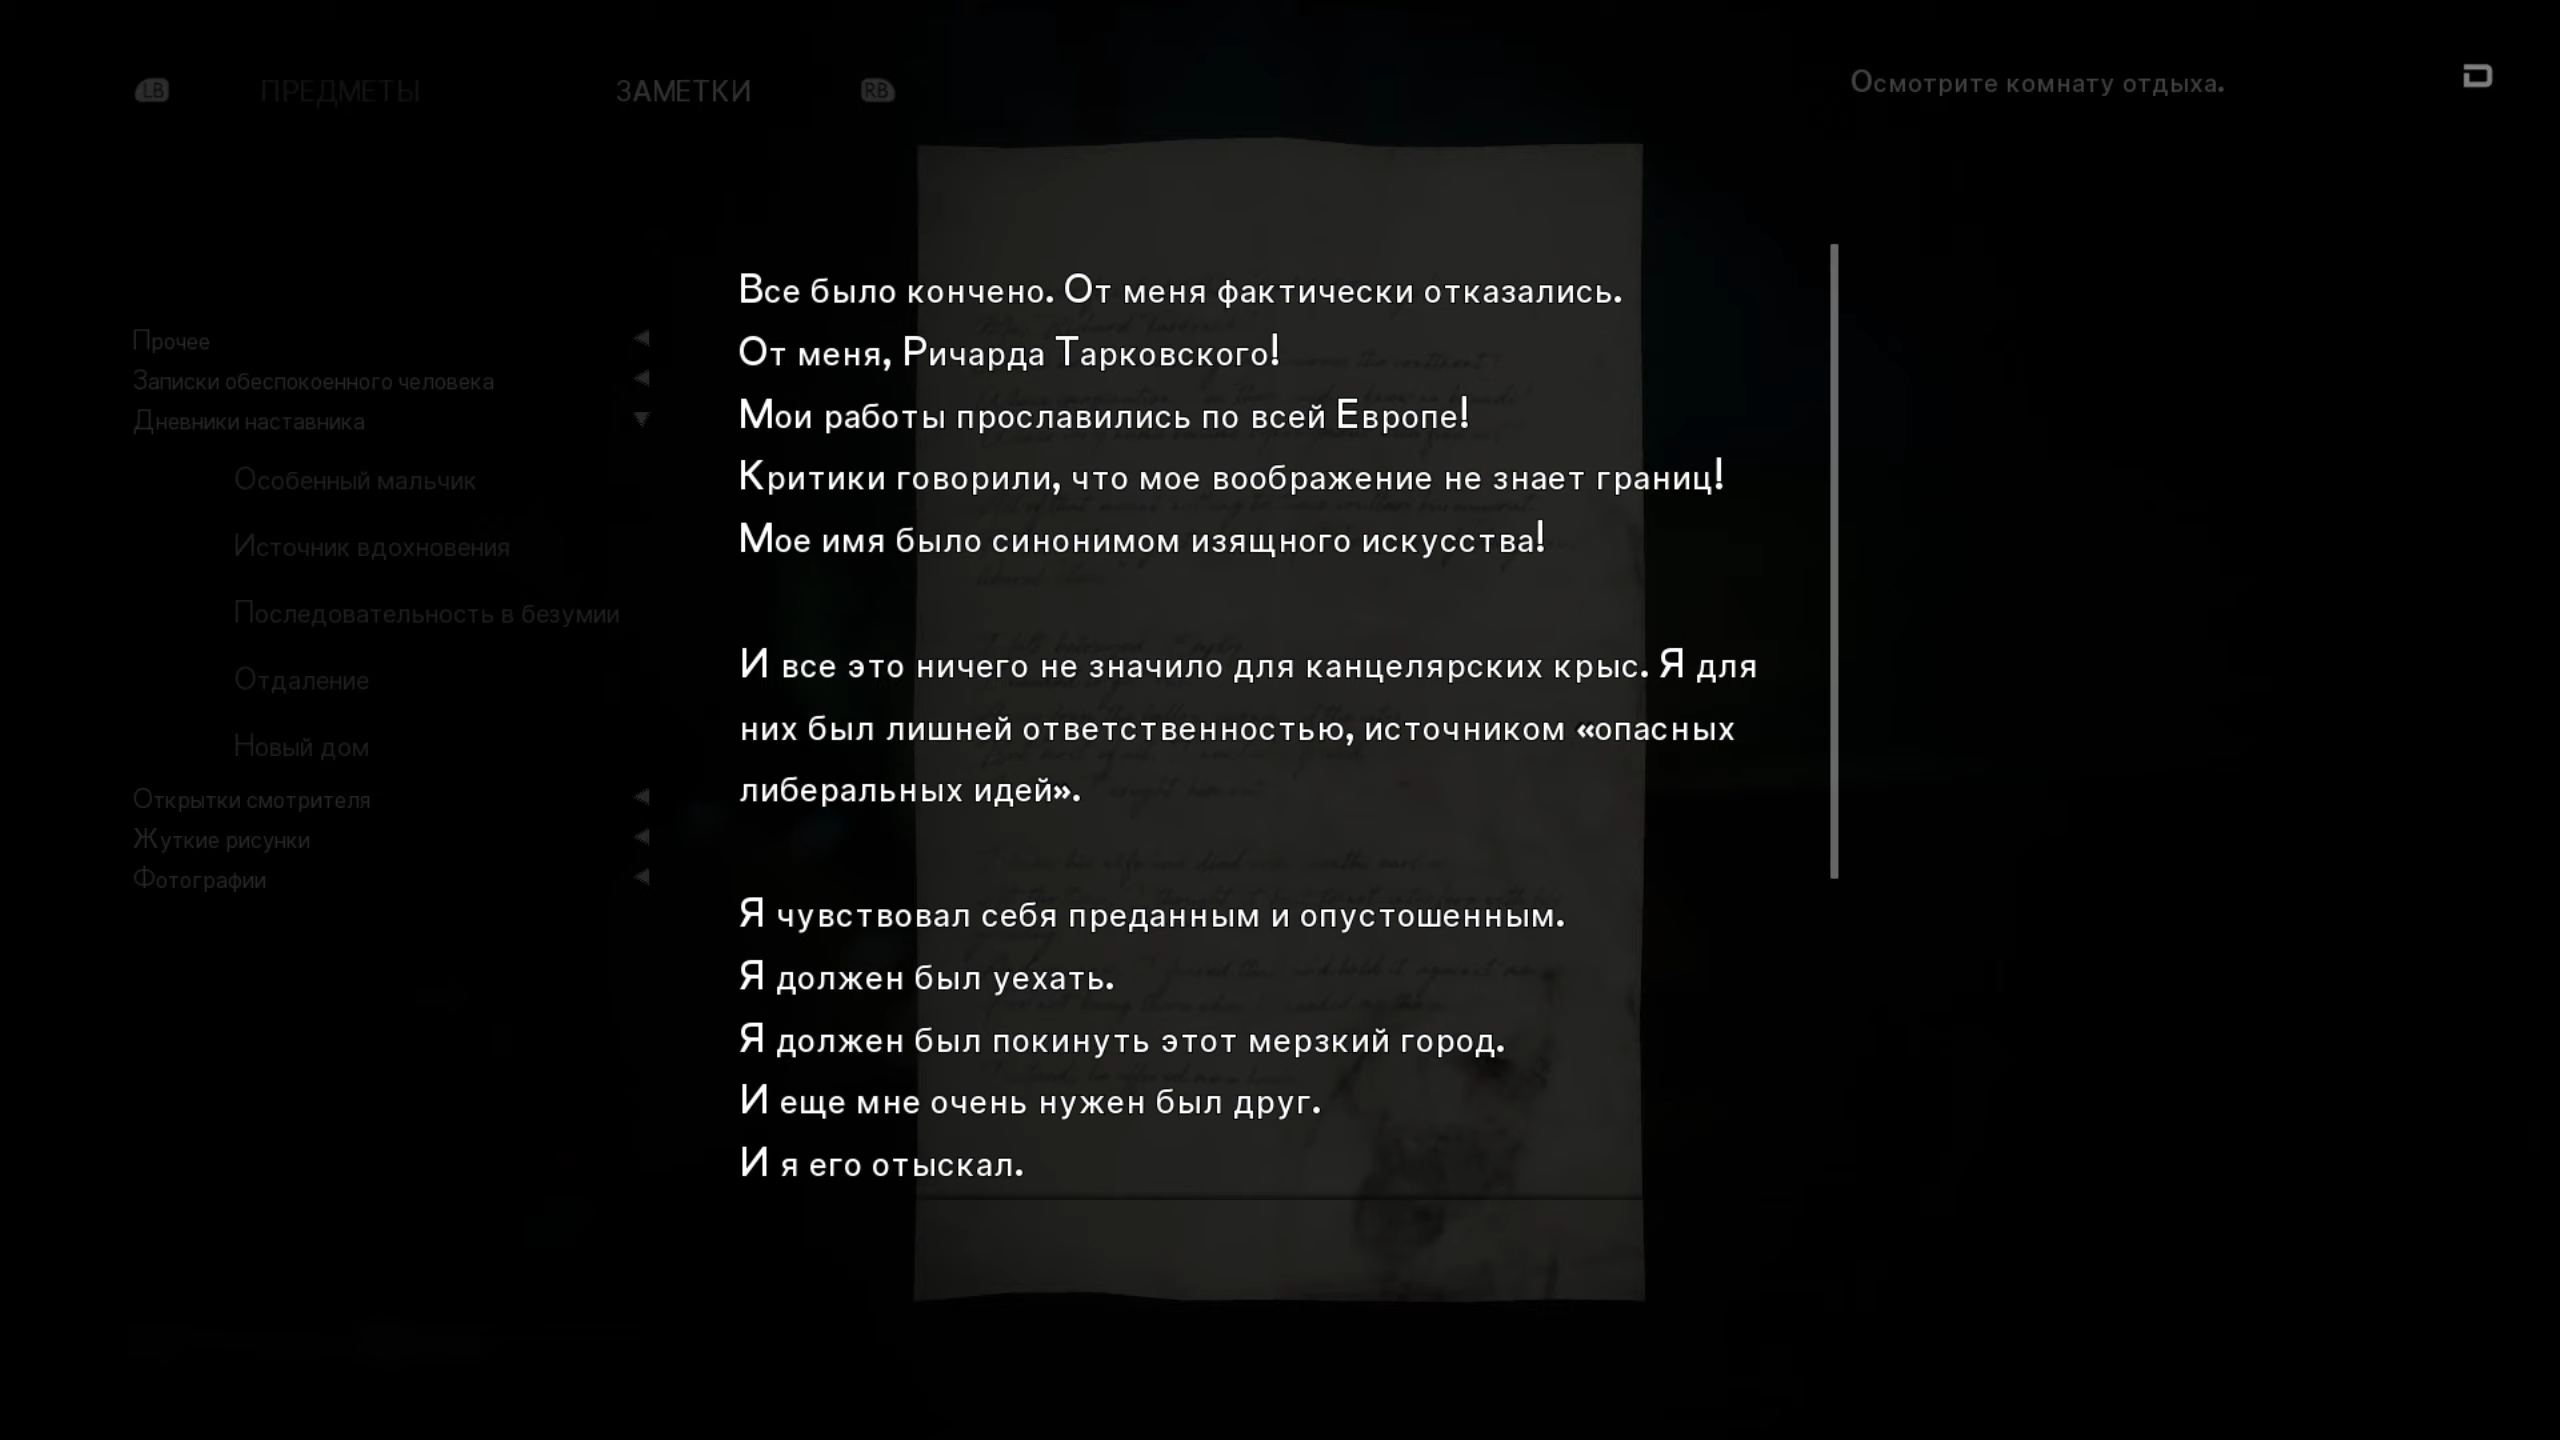 LB ПРЕДМЕТЫ ЗАМЕТКИ RB
Осмотрите комнату отдыха.
Прочее
Записки обеспокоенного человека
Дневники наставника
Особенный мальчик
Источник вдохновения
Последовательность в безумии
Отдаление
Новый дом
Открытки смотрителя
Жуткие рисунки
Фотографии
Все было кончено. От меня фактически отказались.
От меня, Ричарда Тарковского!
Мои работы прославились по всей Европе!
Критики говорили, что мое воображение не знает границ!
Мое имя было синонимом изящного искусства!
И все это ничего не значило для канцелярских крыс. Я для
них был лишней ответственностью, источником «опасных
либеральных идей».
Я чувствовал себя преданным и опустошенным.
Я должен был уехать.
Я должен был покинуть этот мерзкий город.
И еще мне очень нужен был друг.
И я его отыскал.